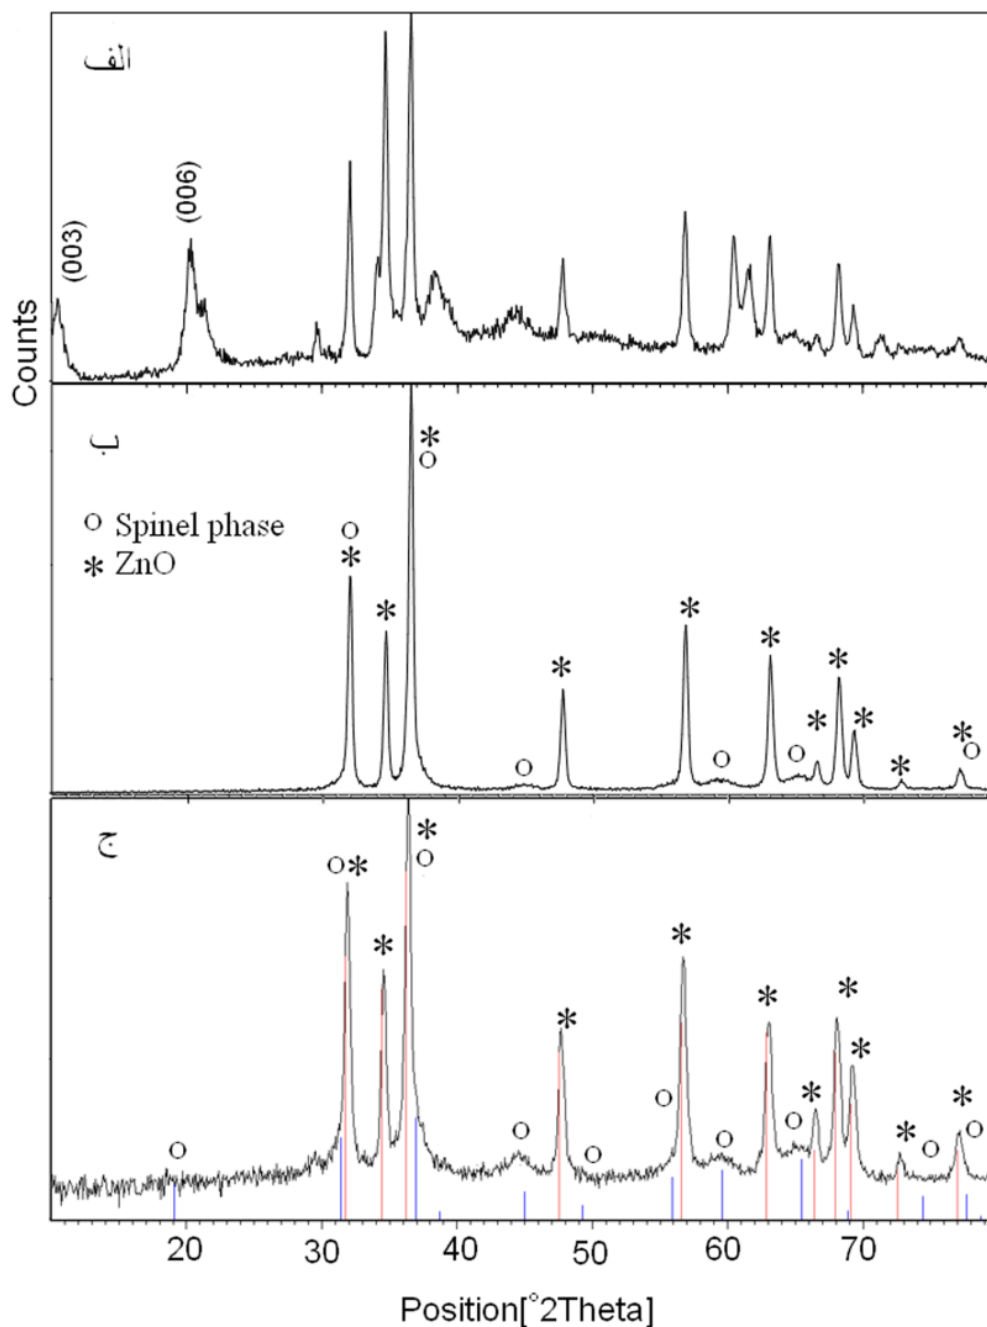 الف
(003)
(006)
Counts
ب
* o
o Spinel phase
* ZnO
o
*
*
*
*
*
*
*
*
*
*
o
o
o
o
ج
o *
*
o
*
*
*
*
*
*
*
*
*
o
o
o
o
o
o
o
o
20 30 40 50 60 70
Position[°2Theta]